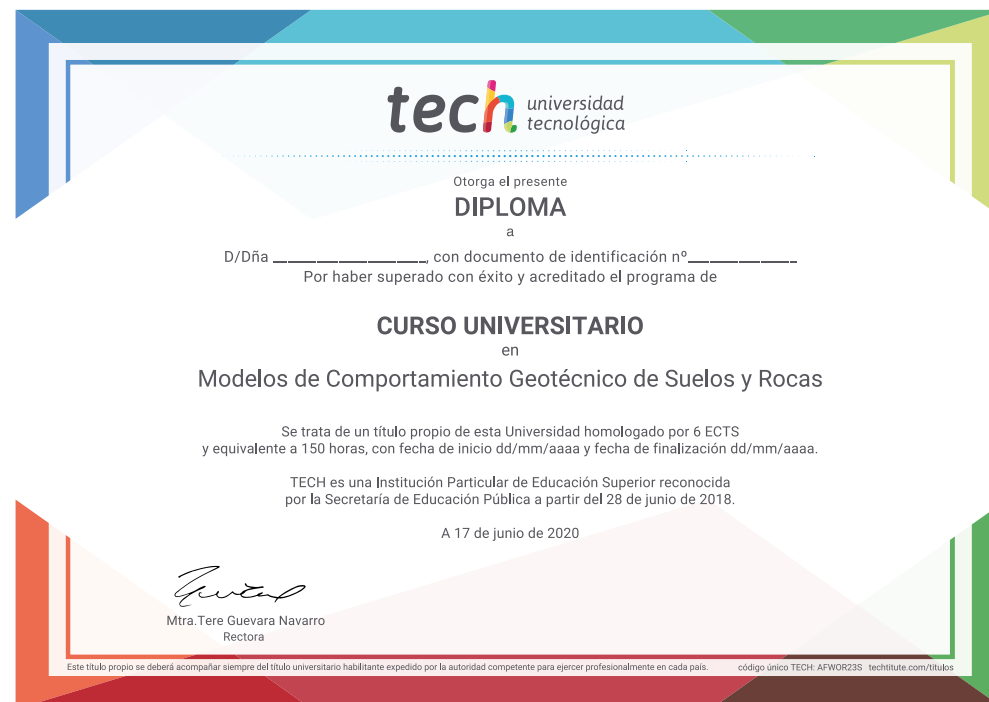 tech universidad
tecnológica
Otorga el presente
DIPLOMA
a
D/Dña ______________________, con documento de identificación nº_______________
Por haber superado con éxito y acreditado el programa de
CURSO UNIVERSITARIO
en
Modelos de Comportamiento Geotécnico de Suelos y Rocas
Se trata de un título propio de esta Universidad homologado por 6 ECTS
y equivalente a 150 horas, con fecha de inicio dd/mm/aaaa y fecha de finalización dd/mm/aaaa.
TECH es una Institución Particular de Educación Superior reconocida
por la Secretaría de Educación Pública a partir del 28 de junio de 2018.
A 17 de junio de 2020
Mtra.Tere Guevara Navarro
Rectora
Este título propio se deberá acompañar siempre del título universitario habilitante expedido por la autoridad competente para ejercer profesionalmente en cada país. código único TECH: AFWOR23S techtitute.com/titulos